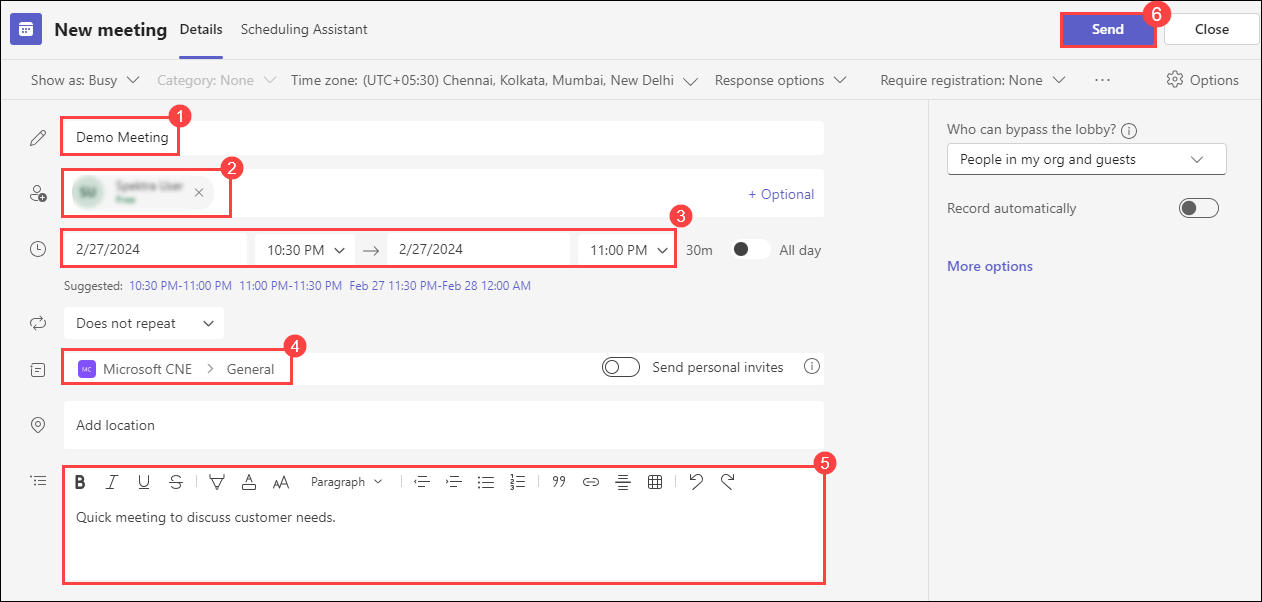 New meeting Details Scheduling Assistant Send 6 Close
Show as: Busy Category: None Time zone: (UTC+05:30) Chennai, Kolkata, Mumbai, New Delhi Response options Require registration: None ... Options
1
Demo Meeting
Who can bypass the lobby?
People in my org and guests
2
SU Spektra User
Free
+ Optional
Record automatically
3
2/27/2024 10:30 PM → 2/27/2024 11:00 PM 30m All day
More options
Suggested: 10:30 PM-11:00 PM 11:00 PM-11:30 PM Feb 27 11:30 PM-Feb 28 12:00 AM
Does not repeat
4
MC Microsoft CNE > General Send personal invites
Add location
5
B I U S A AA Paragraph
Quick meeting to discuss customer needs.